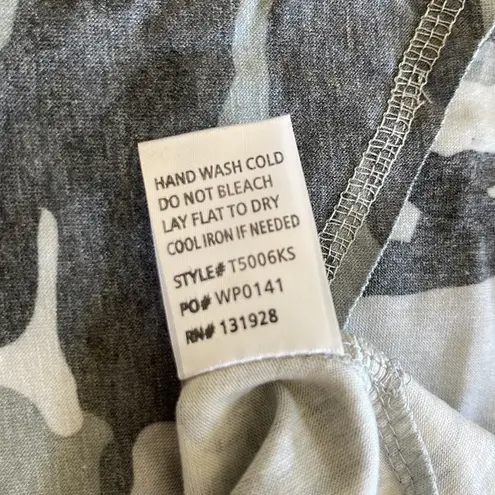 HAND WASH COLD
DO NOT BLEACH
LAY FLAT TO DRY
COOL IRON IF NEEDED
STYLE# T5006KS
PO# WP0141
RN# 131928